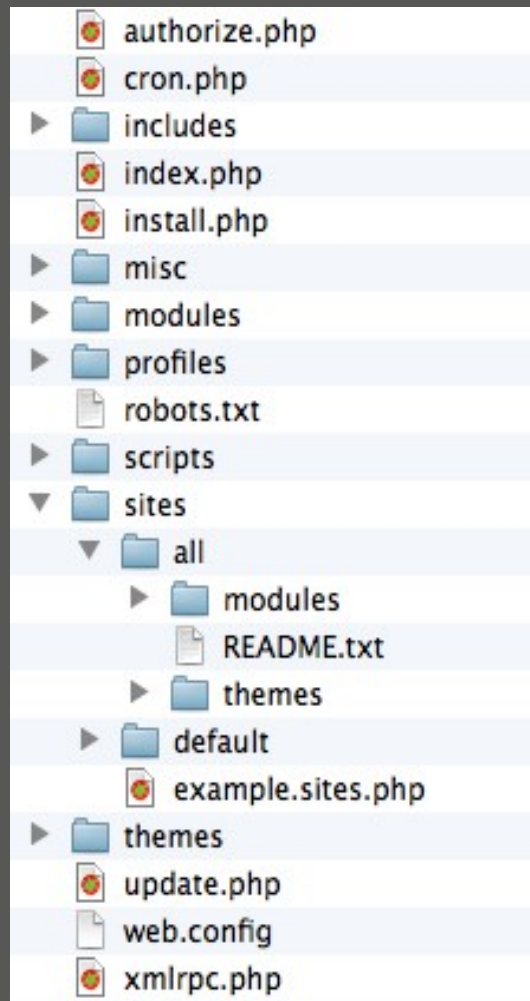 authorize.php
cron.php
includes
index.php
install.php
misc
modules
profiles
robots.txt
scripts
sites
all
modules
README.txt
themes
default
example.sites.php
themes
update.php
web.config
xmlrpc.php